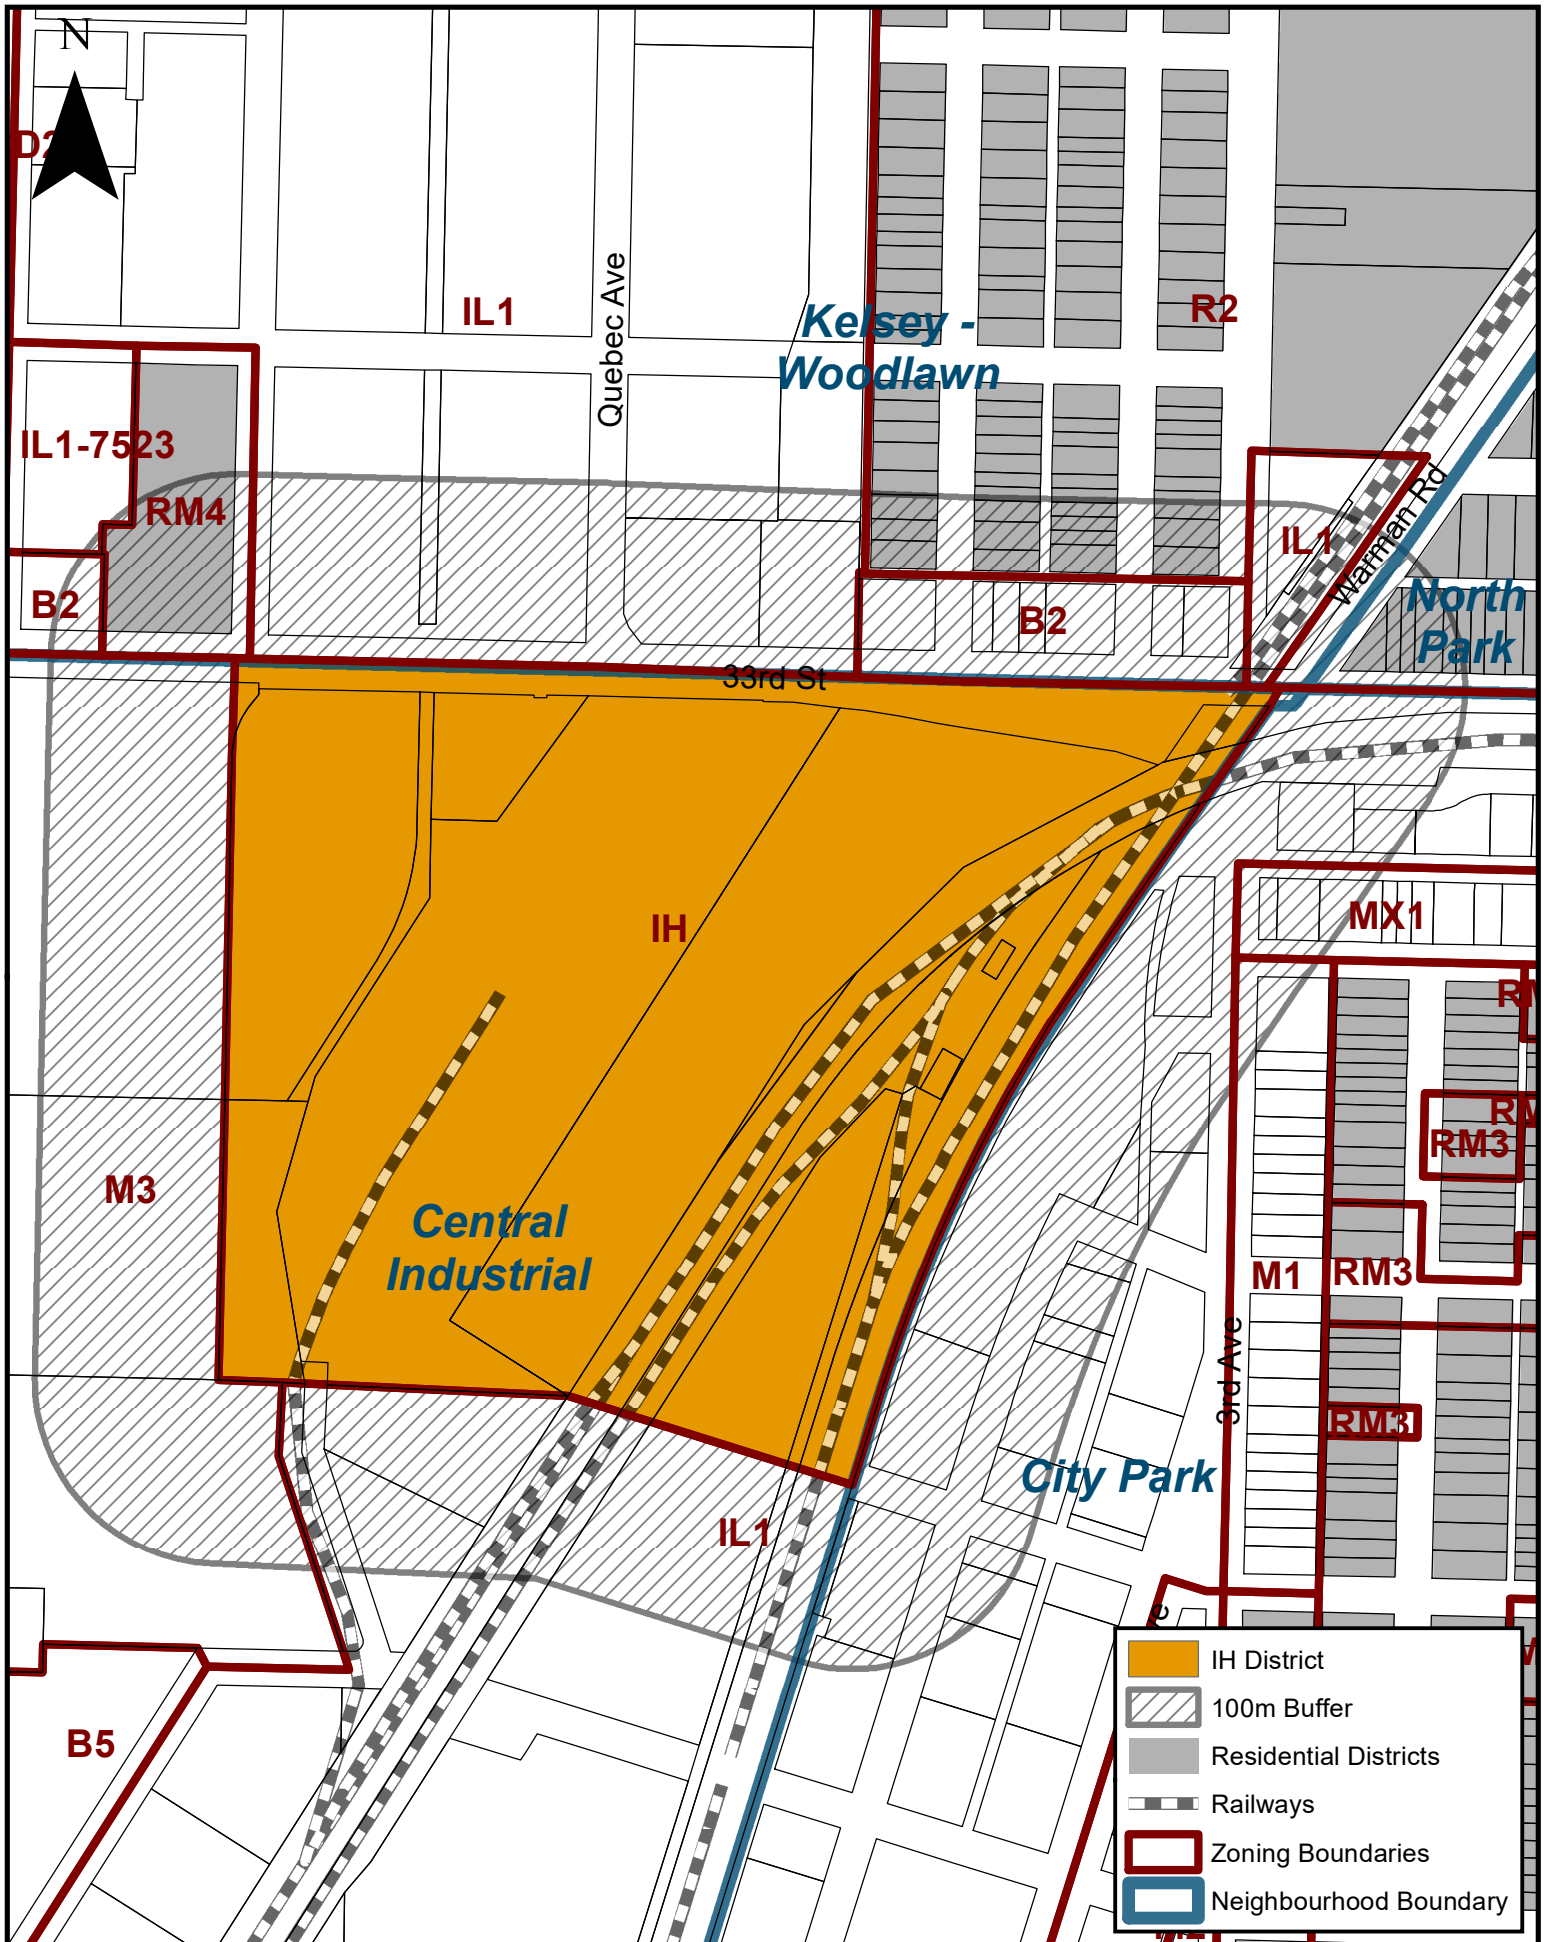 N
D2
IL1
Quebec Ave
Kelsey -
Woodlawn
R2
IL1-7523
RM4
IL1
Warman Rd
B2
B2
North
Park
33rd St
IH
MX1
M3
RM3
Central
Industrial
M1
RM3
3rd Ave
RM3
City Park
IL1
B5
IH District
100m Buffer
Residential Districts
Railways
Zoning Boundaries
Neighbourhood Boundary